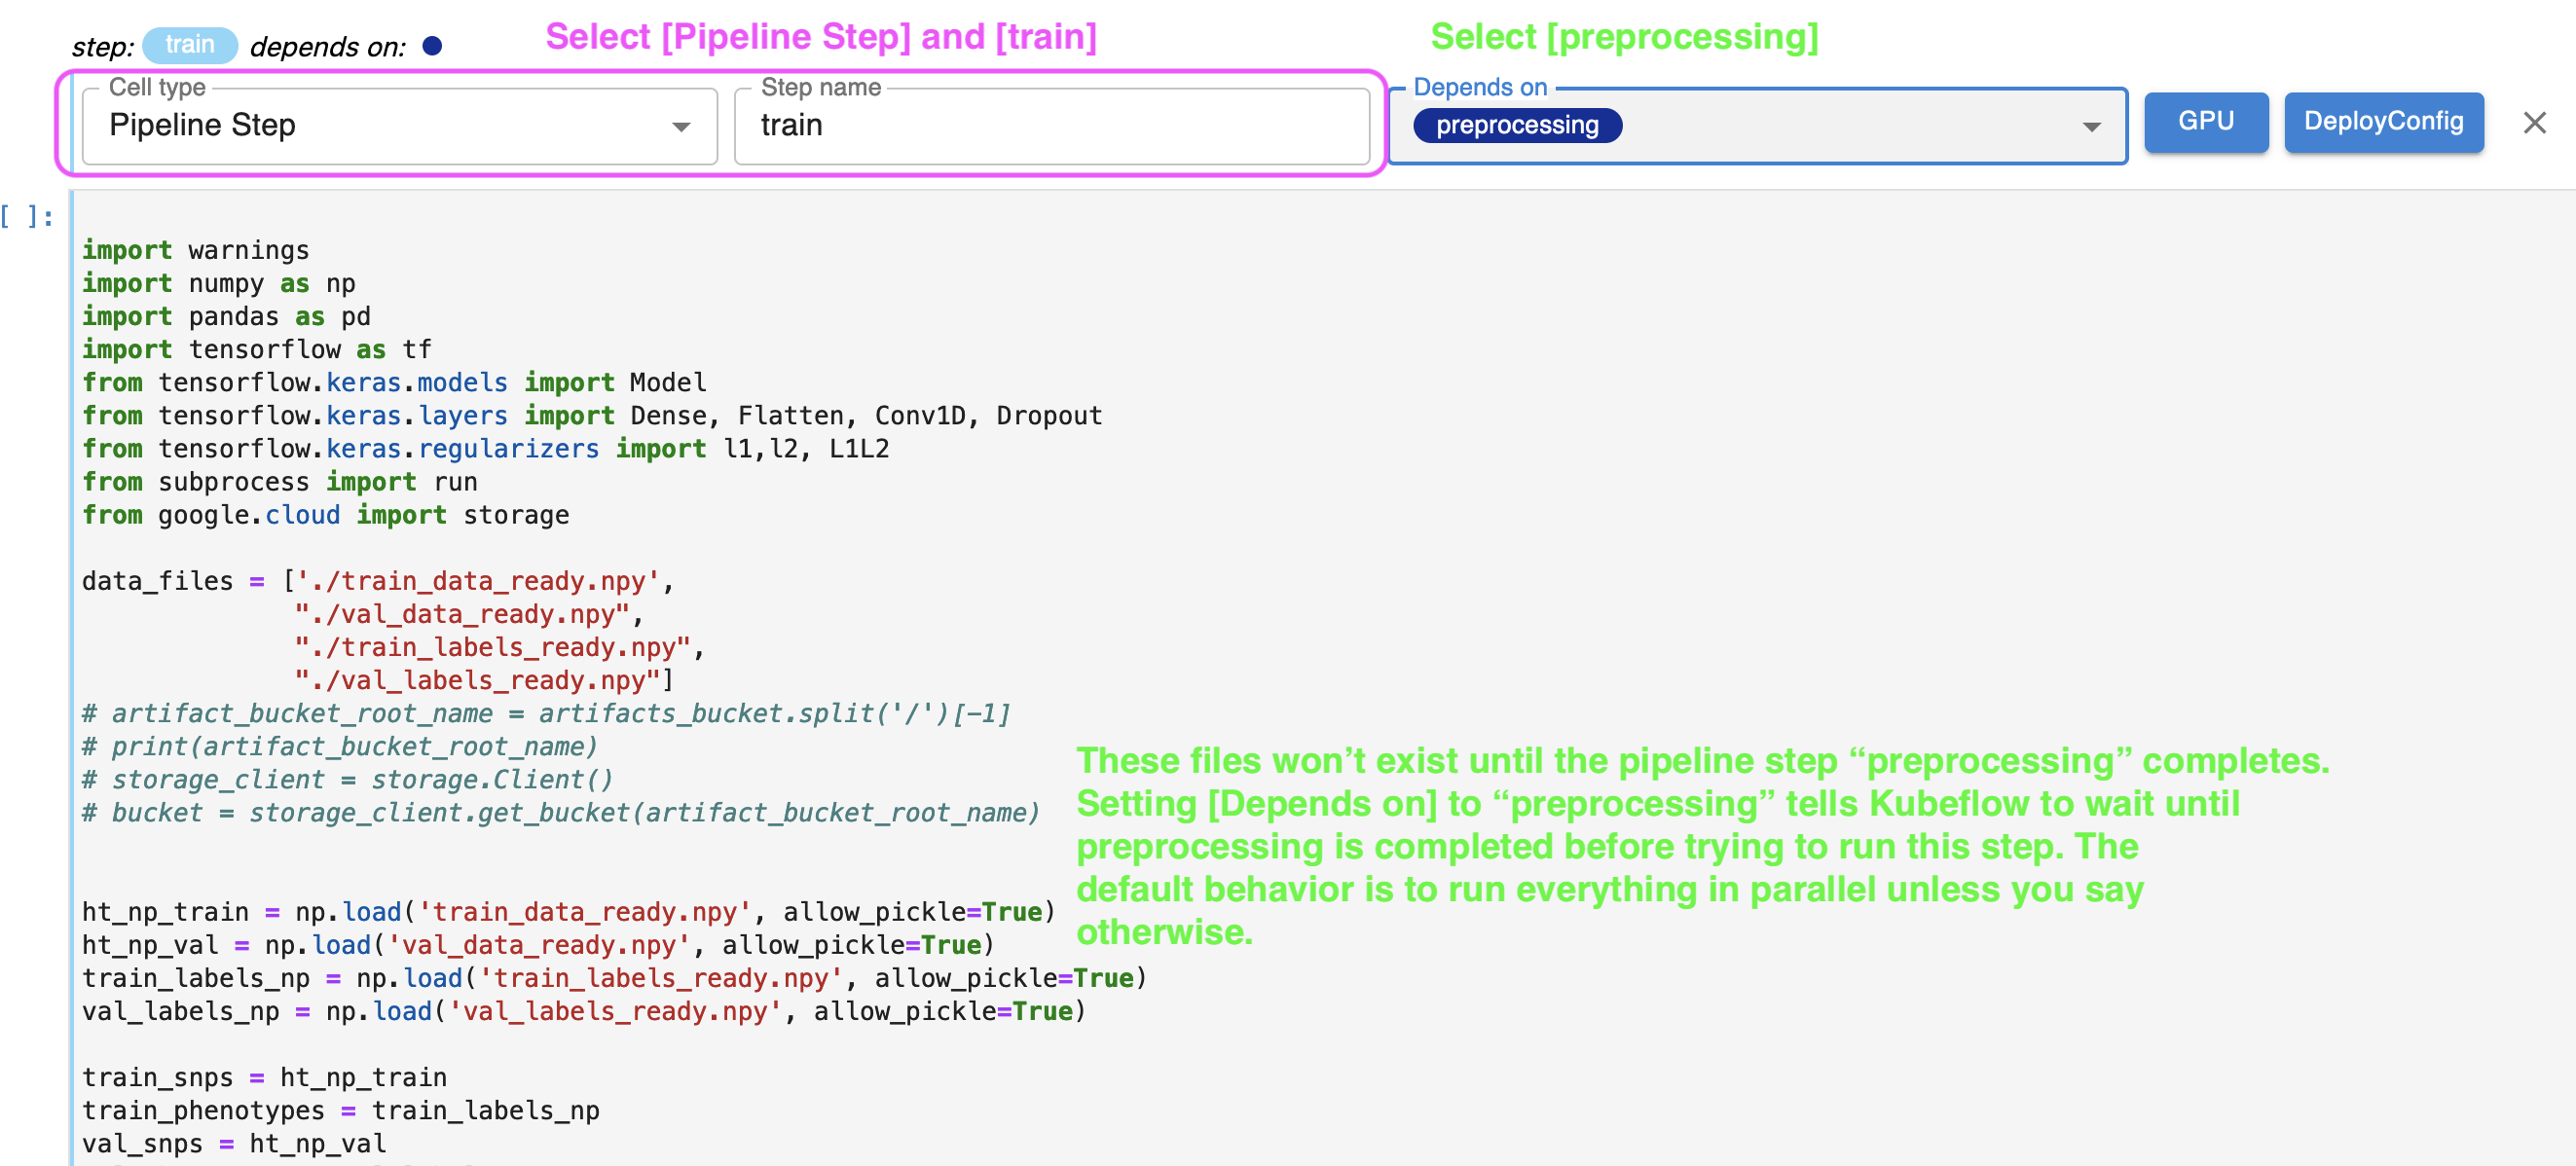 Select [Pipeline Step] and [train]
Select [preprocessing]
step: train depends on:
Cell type
Step name
Depends on
Pipeline Step
train
preprocessing
GPU
DeployConfig
[ ]:
import warnings
import numpy as np
import pandas as pd
import tensorflow as tf
from tensorflow.keras.models import Model
from tensorflow.keras.layers import Dense, Flatten, Conv1D, Dropout
from tensorflow.keras.regularizers import l1,l2, L1L2
from subprocess import run
from google.cloud import storage
data_files = ['./train_data_ready.npy',
"./val_data_ready.npy",
"./train_labels_ready.npy",
"./val_labels_ready.npy"]
# artifact_bucket_root_name = artifacts_bucket.split('/')[-1]
# print(artifact_bucket_root_name)
# storage_client = storage.Client()
# bucket = storage_client.get_bucket(artifact_bucket_root_name)
These files won’t exist until the pipeline step “preprocessing” completes.
Setting [Depends on] to “preprocessing” tells Kubeflow to wait until
preprocessing is completed before trying to run this step. The
default behavior is to run everything in parallel unless you say
otherwise.
ht_np_train = np.load('train_data_ready.npy', allow_pickle=True)
ht_np_val = np.load('val_data_ready.npy', allow_pickle=True)
train_labels_np = np.load('train_labels_ready.npy', allow_pickle=True)
val_labels_np = np.load('val_labels_ready.npy', allow_pickle=True)
train_snps = ht_np_train
train_phenotypes = train_labels_np
val_snps = ht_np_val